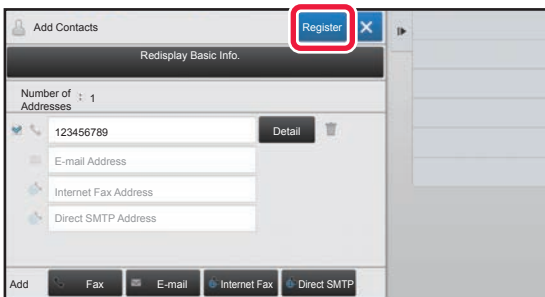 Add Contacts
Register
Redisplay Basic Info.
Number of Addresses : 1
123456789
Detail
E-mail Address
Internet Fax Address
Direct SMTP Address
Add
Fax
E-mail
Internet Fax
Direct SMTP